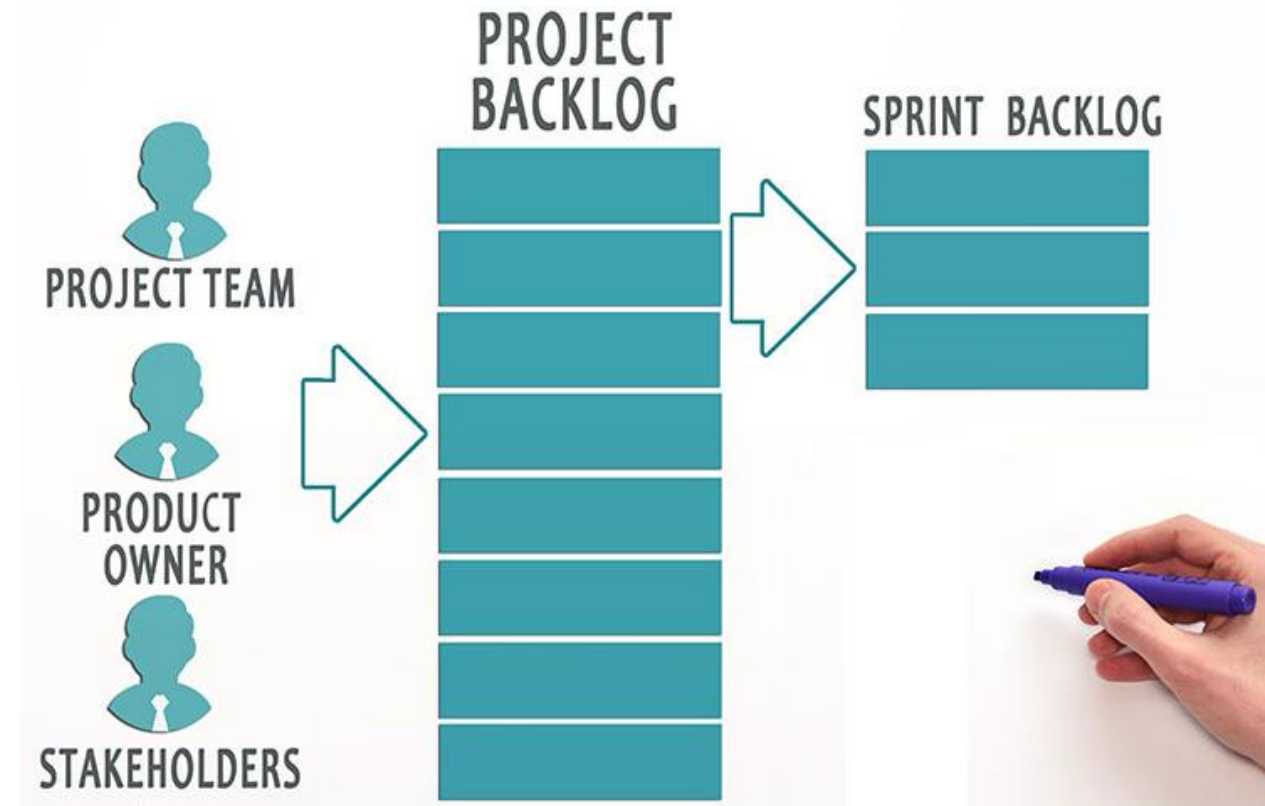 PROJECT
BACKLOG
SPRINT BACKLOG
PROJECT TEAM
PRODUCT
OWNER
STAKEHOLDERS